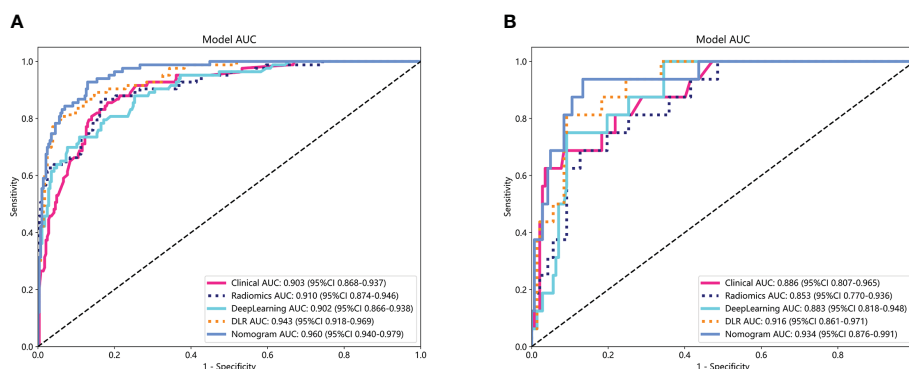 A
Model AUC
1.0
0.8
0.6
0.4
0.2
0.0
Sensitivity
Clinical AUC: 0.903 (95%CI 0.868-0.937)
Radiomics AUC: 0.910 (95%CI 0.874-0.946)
DeepLearning AUC: 0.902 (95%CI 0.866-0.938)
DLR AUC: 0.943 (95%CI 0.918-0.969)
Nomogram AUC: 0.960 (95%CI 0.940-0.979)
0.0 0.2 0.4 0.6 0.8 1.0
1 - Specificity
B
Model AUC
1.0
0.8
0.6
0.4
0.2
0.0
Sensitivity
Clinical AUC: 0.886 (95%CI 0.807-0.965)
Radiomics AUC: 0.853 (95%CI 0.770-0.936)
DeepLearning AUC: 0.883 (95%CI 0.818-0.948)
DLR AUC: 0.916 (95%CI 0.861-0.971)
Nomogram AUC: 0.934 (95%CI 0.876-0.991)
0.0 0.2 0.4 0.6 0.8
1 - Specificity